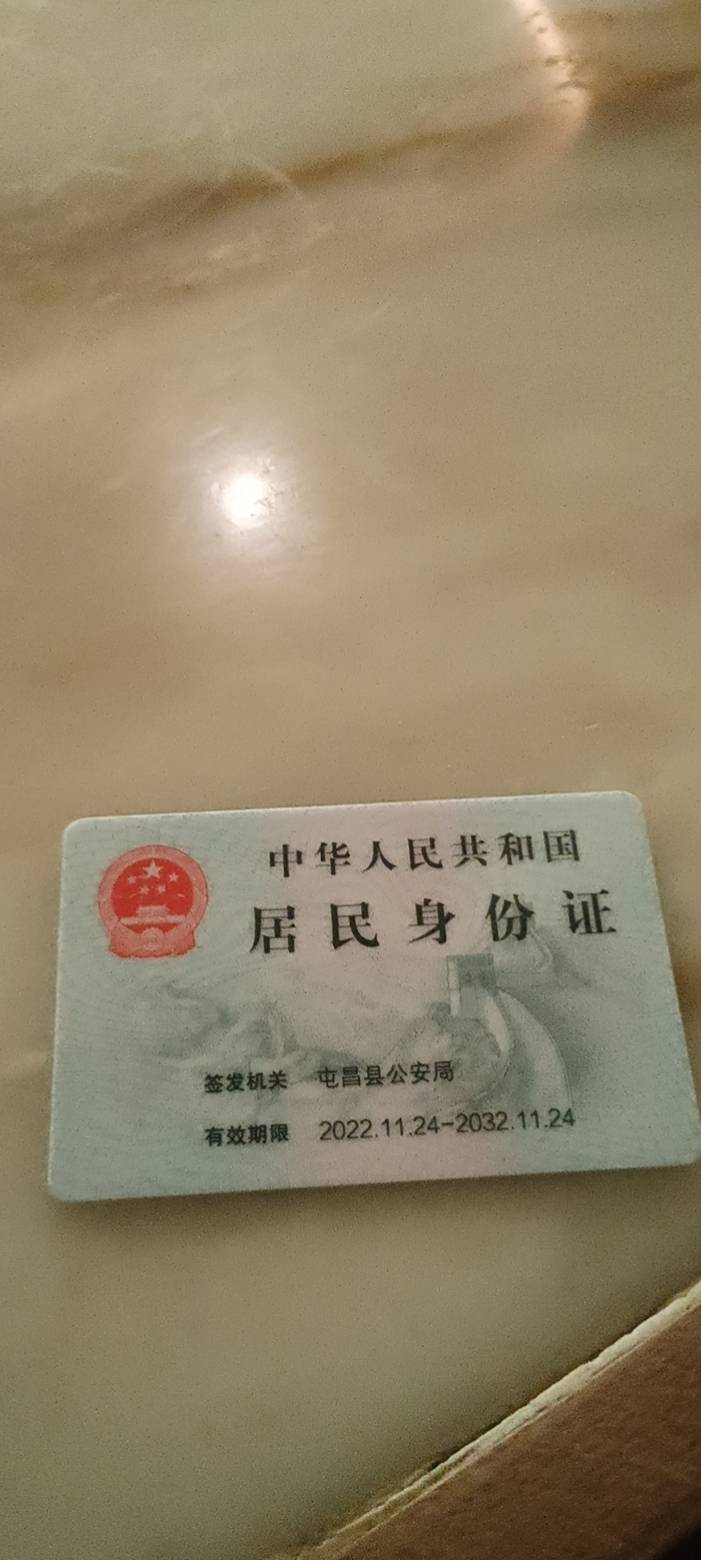 中华人民共和国
居民身份证
签发机关 屯昌县公安局
有效期限 2022.11.24-2032.11.24